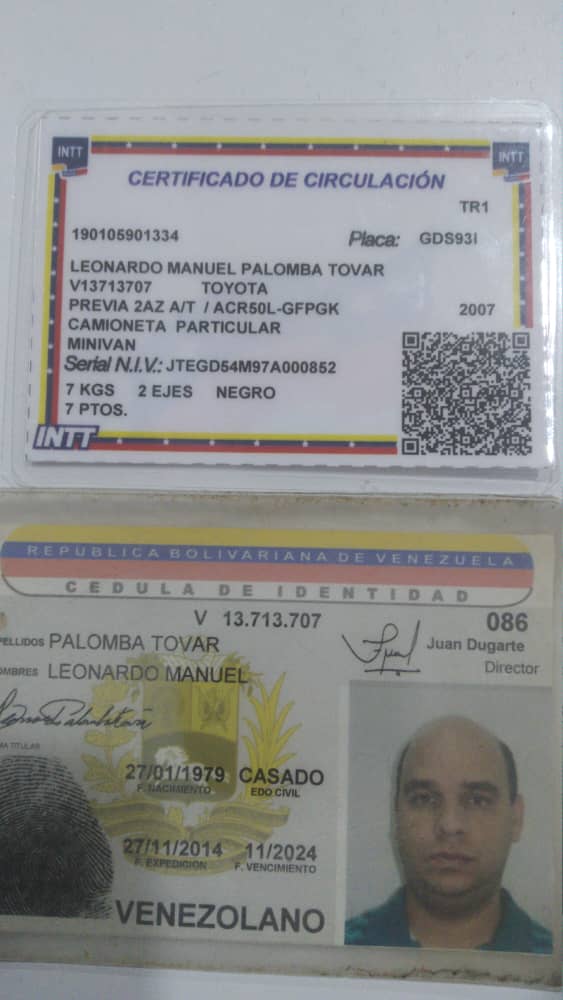 INTT
INTT
CERTIFICADO DE CIRCULACIÓN
TR1
190105901334 Placa: GDS93I
LEONARDO MANUEL PALOMBA TOVAR
V13713707 TOYOTA
PREVIA 2AZ A/T / ACR50L-GFPGK 2007
CAMIONETA PARTICULAR
MINIVAN
Serial N.I.V.: JTEGD54M97A000852
7 KGS 2 EJES NEGRO
7 PTOS.
INTT
REPUBLICA BOLIVARIANA DE VENEZUELA
CEDULA DE IDENTIDAD
V 13.713.707 086
PELLIDOS PALOMBA TOVAR Juan Dugarte
OMBRES LEONARDO MANUEL Director
MA TITULAR
27/01/1979 CASADO
F. NACIMIENTO EDO CIVIL
27/11/2014 11/2024
F. EXPEDICION F. VENCIMIENTO
VENEZOLANO